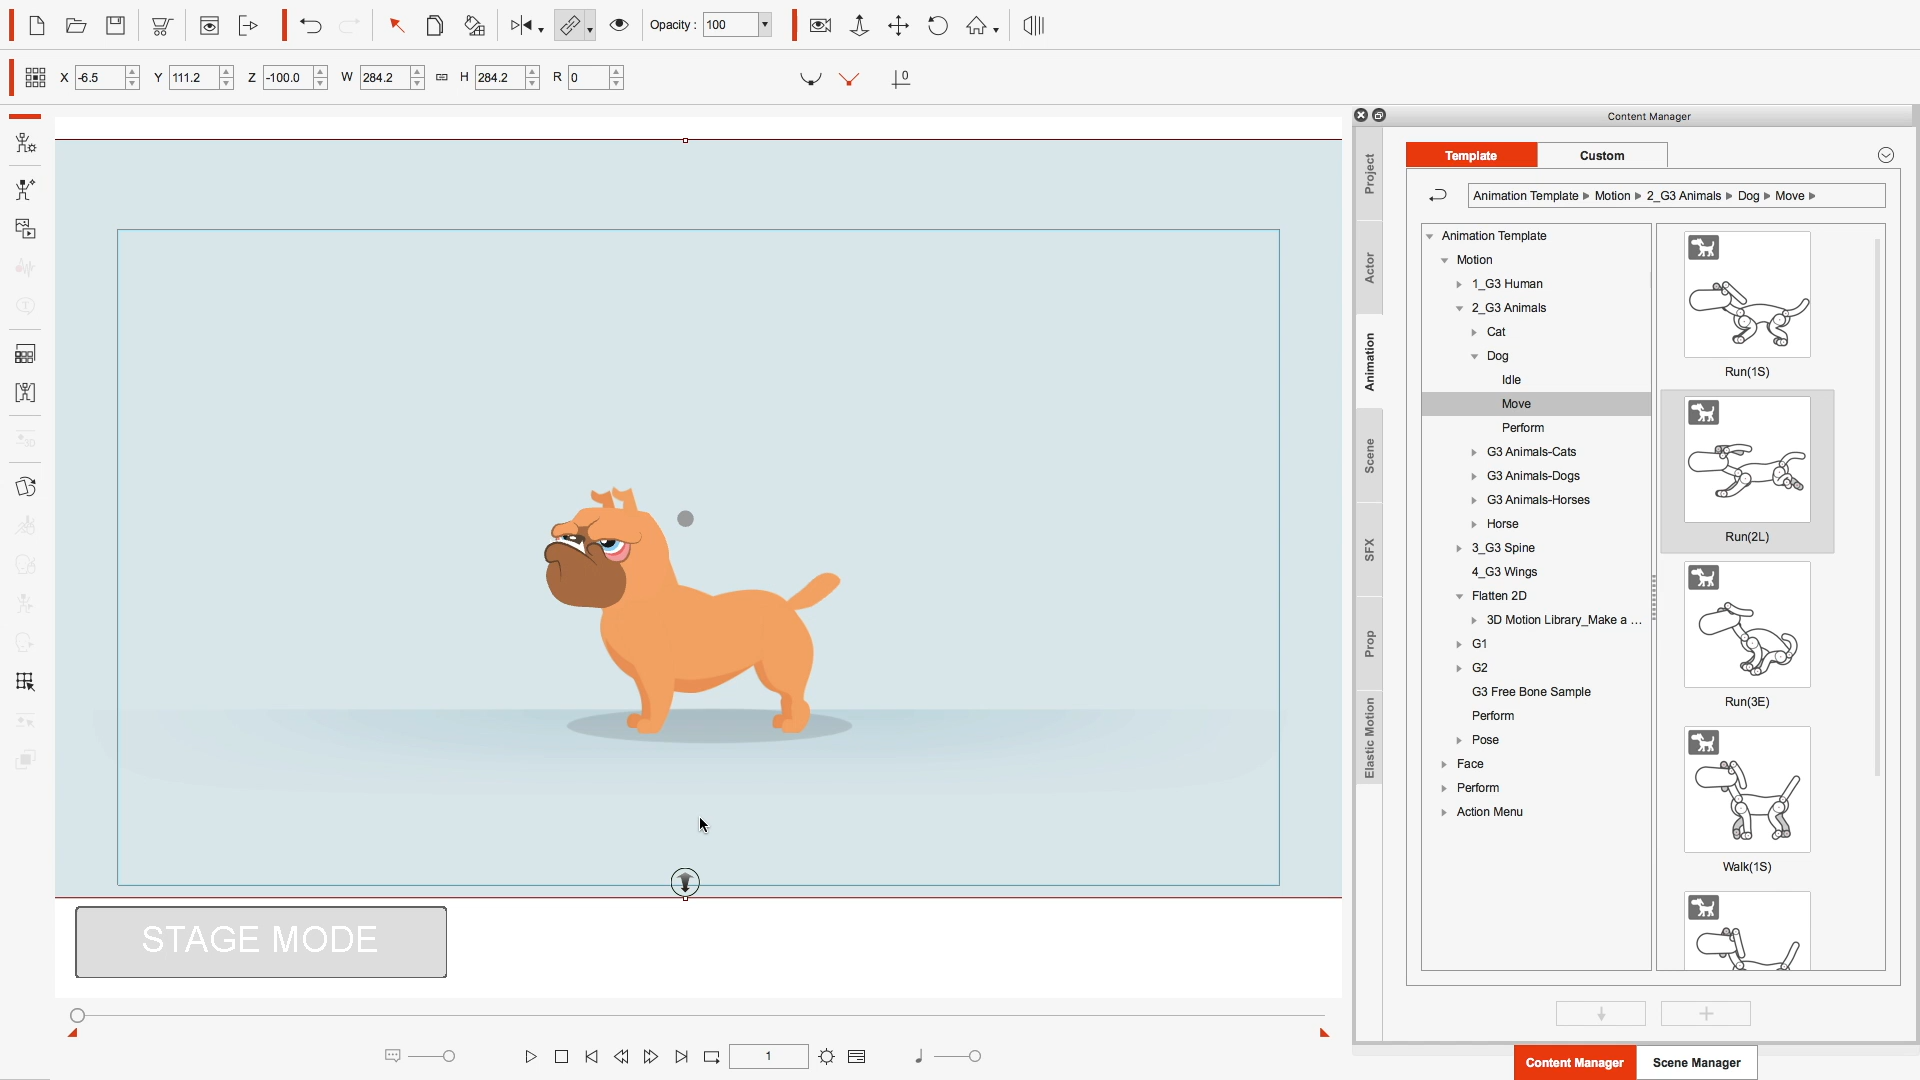 Opacity : 100
X -6.5 Y 111.2 Z -100.0 W 284.2 H 284.2 R 0
0
Content Manager
Template Custom
Animation Template Motion 2_G3 Animals Dog Move
Project
Actor
Animation
Scene
SFX
Prop
Elastic Motion
Animation Template
Motion
1_G3 Human
2_G3 Animals
Cat
Dog
Idle
Move
Perform
G3 Animals-Cats
G3 Animals-Dogs
G3 Animals-Horses
Horse
3_G3 Spine
4_G3 Wings
Flatten 2D
3D Motion Library_Make a ...
G1
G2
G3 Free Bone Sample
Perform
Pose
Face
Perform
Action Menu
Run(1S)
Run(2L)
Run(3E)
Walk(1S)
3D
STAGE MODE
1
Content Manager Scene Manager